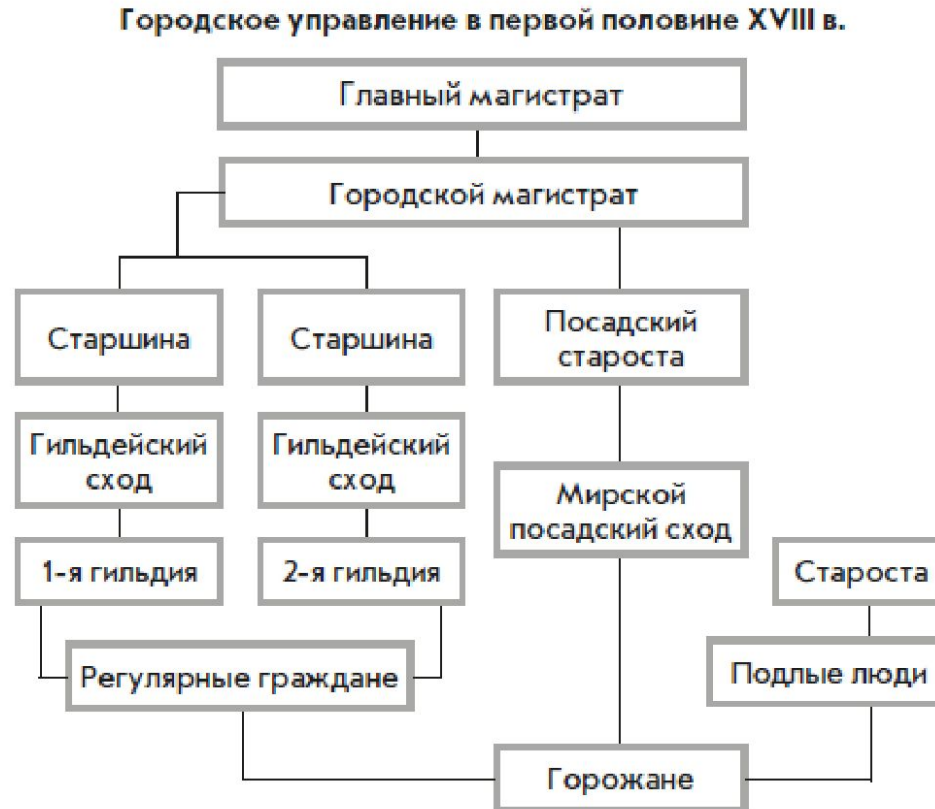 Городское управление в первой половине XVIII в.
Главный магистрат
Городской магистрат
Старшина
Старшина
Посадский
староста
Гильдейский
сход
Гильдейский
сход
Мирской
посадский сход
1-я гильдия
2-я гильдия
Староста
Регулярные граждане
Подлые люди
Горожане